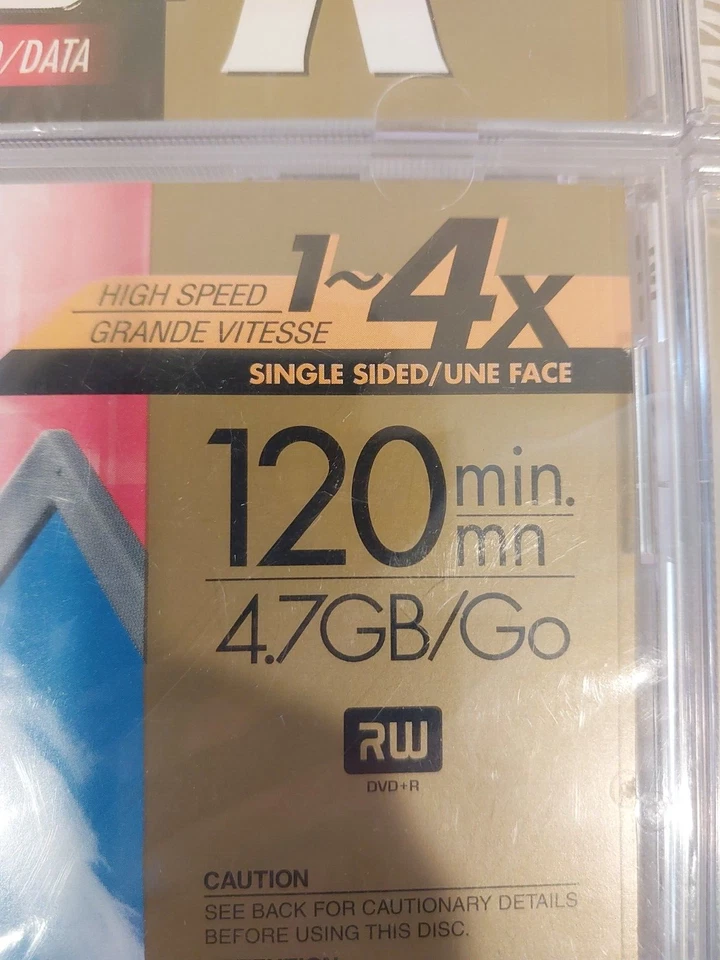 /DATA
HIGH SPEED 1~4x
GRANDE VITESSE
SINGLE SIDED/UNE FACE
120 min.
mn
4.7GB/Go
RW
DVD+R
CAUTION
SEE BACK FOR CAUTIONARY DETAILS
BEFORE USING THIS DISC.